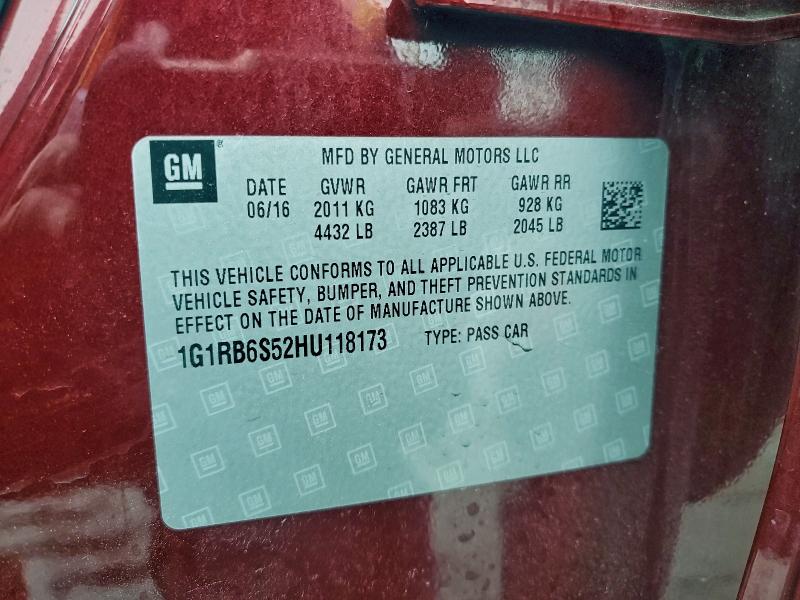 GM
MFD BY GENERAL MOTORS LLC
DATE GVWR GAWR FRT GAWR RR
06/16 2011 KG 1083 KG 928 KG
4432 LB 2387 LB 2045 LB
THIS VEHICLE CONFORMS TO ALL APPLICABLE U.S. FEDERAL MOTOR
VEHICLE SAFETY, BUMPER, AND THEFT PREVENTION STANDARDS IN
EFFECT ON THE DATE OF MANUFACTURE SHOWN ABOVE.
1G1RB6S52HU118173 TYPE: PASS CAR